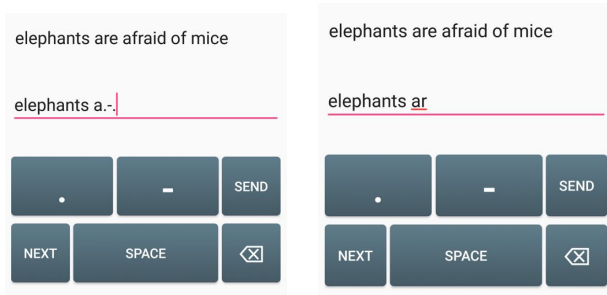 elephants are afraid of mice
elephants a.-.
. - SEND
NEXT SPACE
elephants are afraid of mice
elephants ar
. - SEND
NEXT SPACE